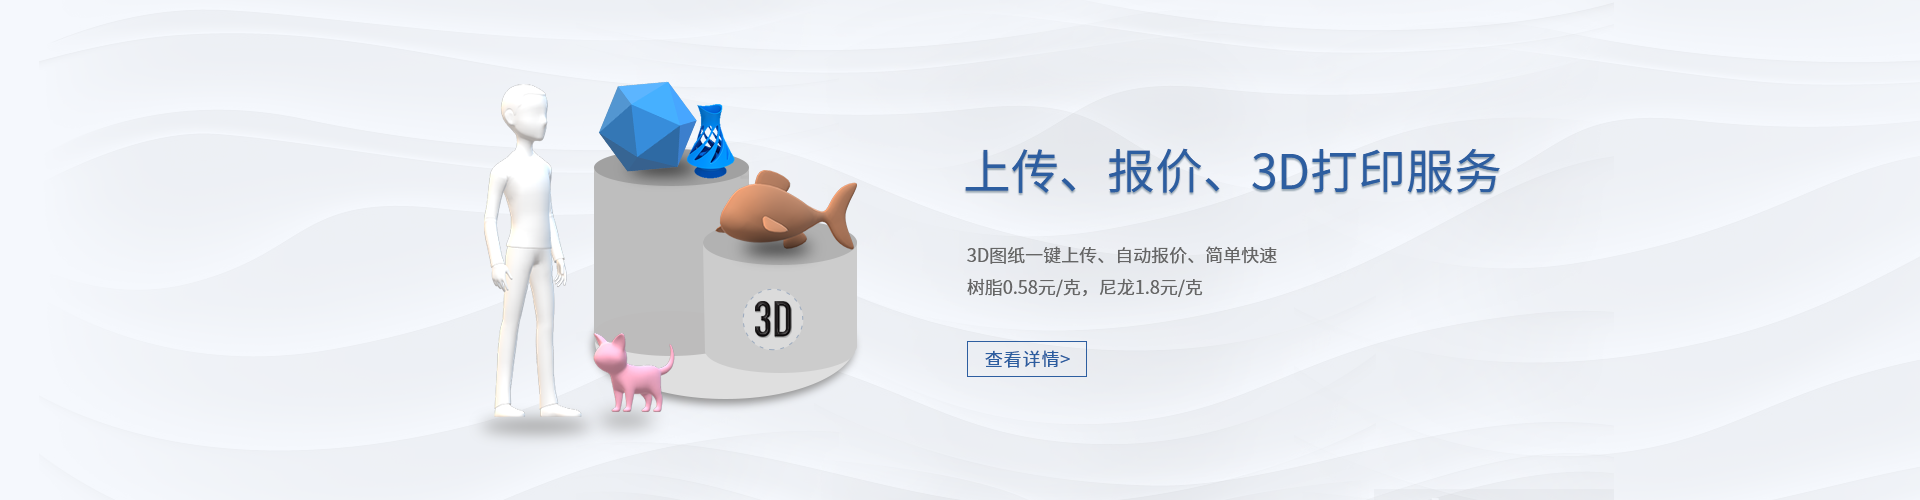 上传、报价、3D打印服务
3D图纸一键上传、自动报价、简单快速
树脂0.58元/克，尼龙1.8元/克
查看详情>
3D